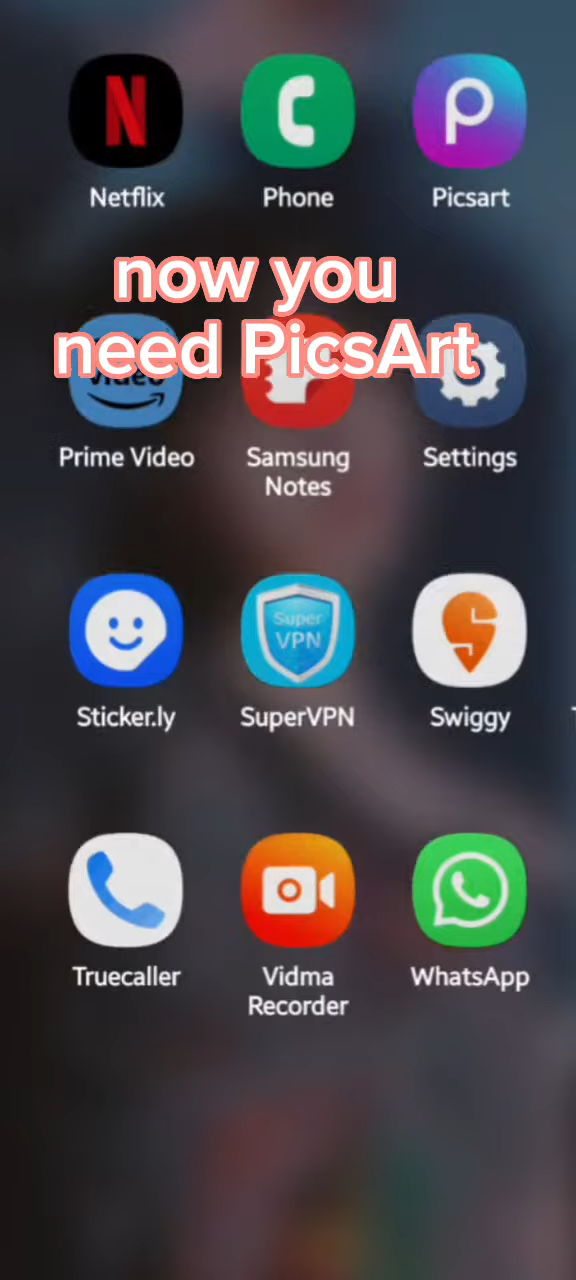 N
Netflix
Phone
Picsart
now you
need PicsArt
video
Prime Video
Samsung
Notes
Settings
Super
VPN
Sticker.ly
SuperVPN
Swiggy
Truecaller
Vidma
Recorder
WhatsApp